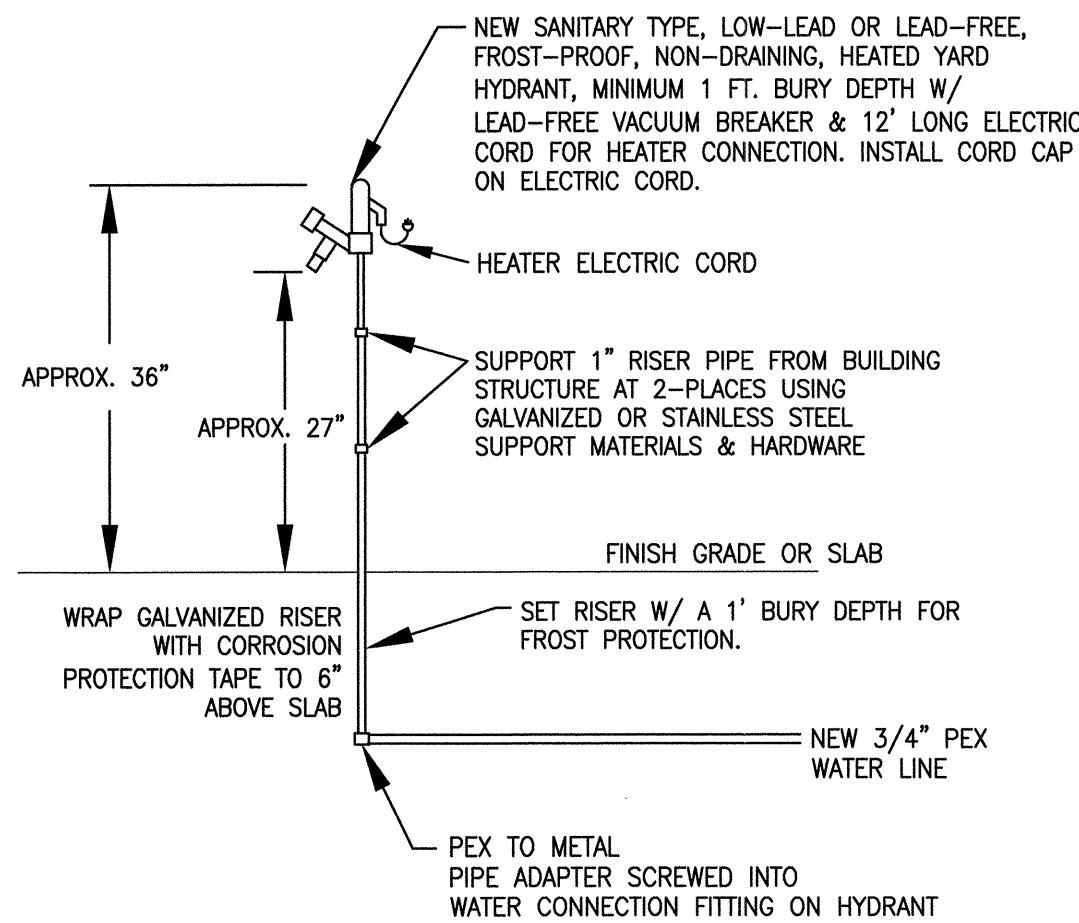 NEW SANITARY TYPE, LOW-LEAD OR LEAD-FREE,
FROST-PROOF, NON-DRAINING, HEATED YARD
HYDRANT, MINIMUM 1 FT. BURY DEPTH W/
LEAD-FREE VACUUM BREAKER & 12' LONG ELECTRIC
CORD FOR HEATER CONNECTION. INSTALL CORD CAP
ON ELECTRIC CORD.
HEATER ELECTRIC CORD
SUPPORT 1" RISER PIPE FROM BUILDING
STRUCTURE AT 2-PLACES USING
GALVANIZED OR STAINLESS STEEL
SUPPORT MATERIALS & HARDWARE
APPROX. 36"
APPROX. 27"
FINISH GRADE OR SLAB
WRAP GALVANIZED RISER
WITH CORROSION
PROTECTION TAPE TO 6"
ABOVE SLAB
SET RISER W/ A 1' BURY DEPTH FOR
FROST PROTECTION.
NEW 3/4" PEX
WATER LINE
PEX TO METAL
PIPE ADAPTER SCREWED INTO
WATER CONNECTION FITTING ON HYDRANT